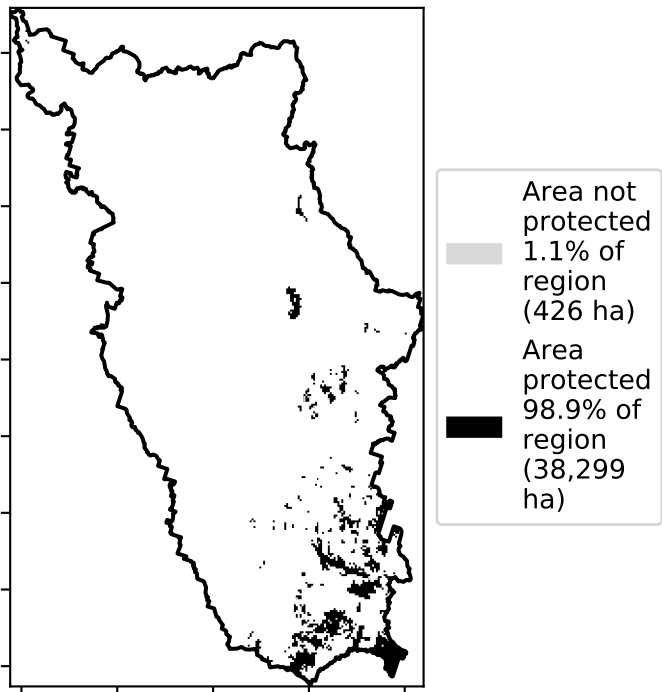 Area not
protected
1.1% of
region
(426 ha)
Area
protected
98.9% of
region
(38,299
ha)